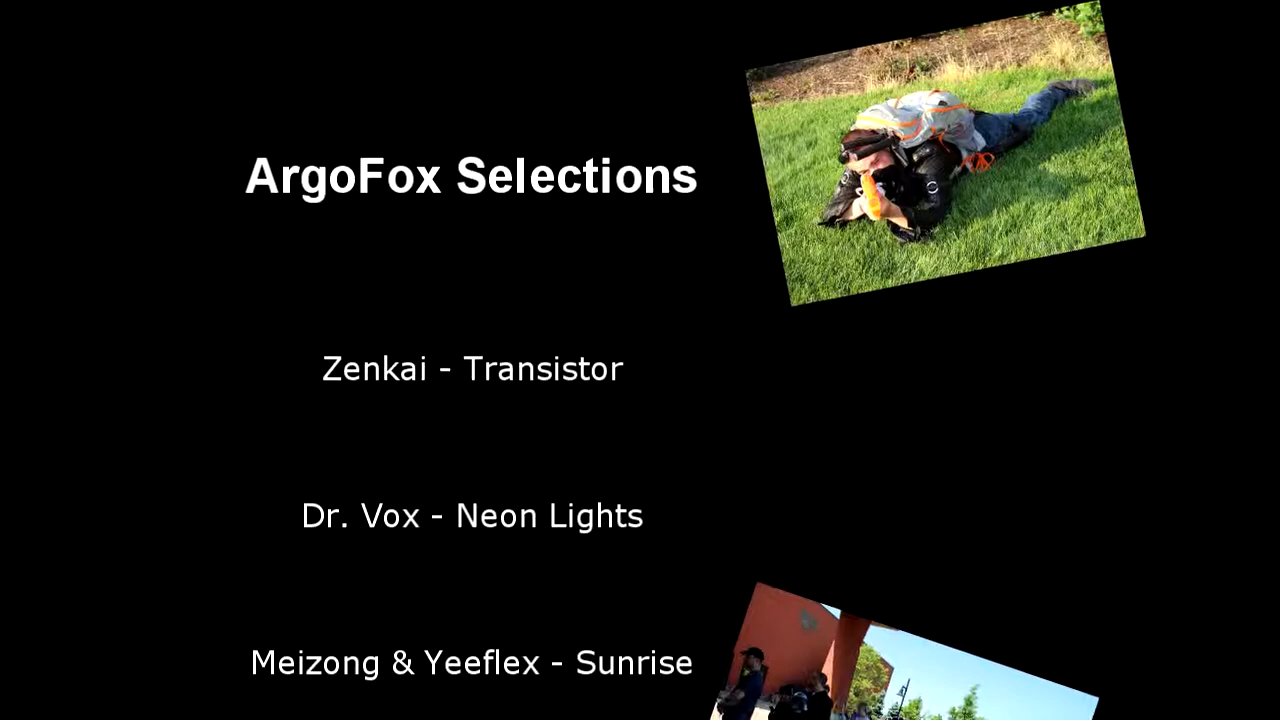 ArgoFox Selections
Zenkai - Transistor
Dr. Vox - Neon Lights
Meizong & Yeeflex - Sunrise